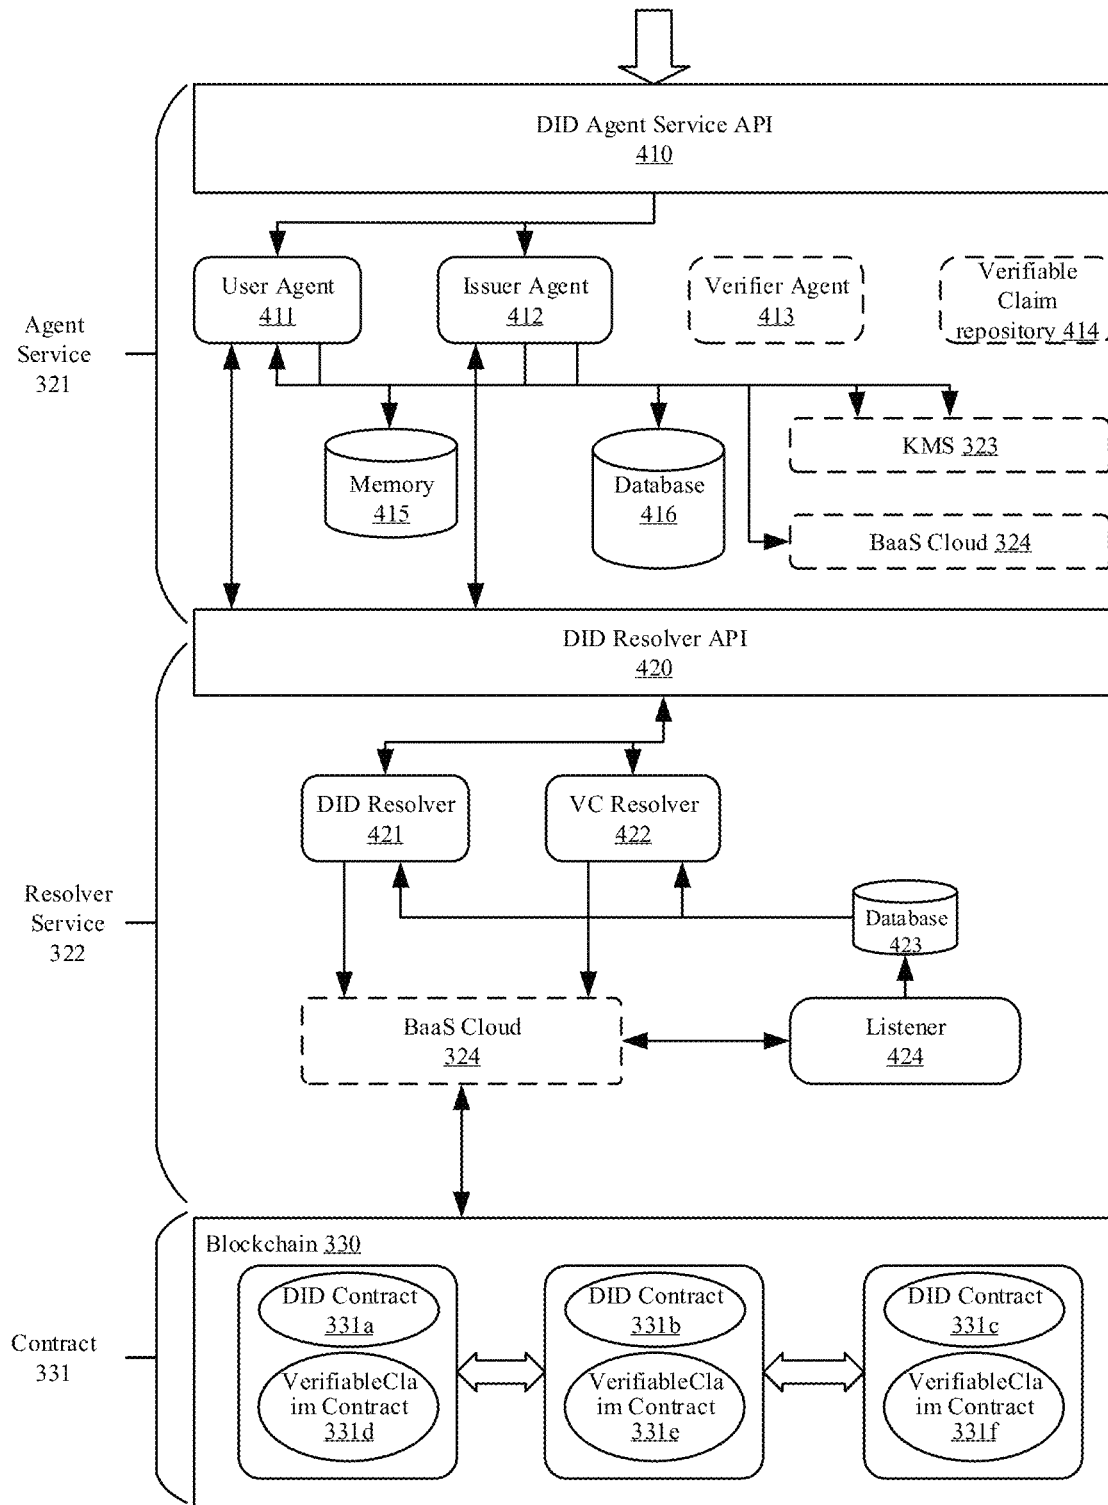 DID Agent Service API
410
User Agent
411
Issuer Agent
412
Verifier Agent
413
Verifiable
Claim
repository 414
Agent
Service
321
Memory
415
Database
416
KMS 323
BaaS Cloud 324
DID Resolver API
420
DID Resolver
421
VC Resolver
422
Resolver
Service
322
Database
423
BaaS Cloud
324
Listener
424
Blockchain 330
DID Contract
331a
DID Contract
331b
DID Contract
331c
Contract
331
VerifiableCla
im Contract
331d
VerifiableCla
im Contract
331e
VerifiableCla
im Contract
331f